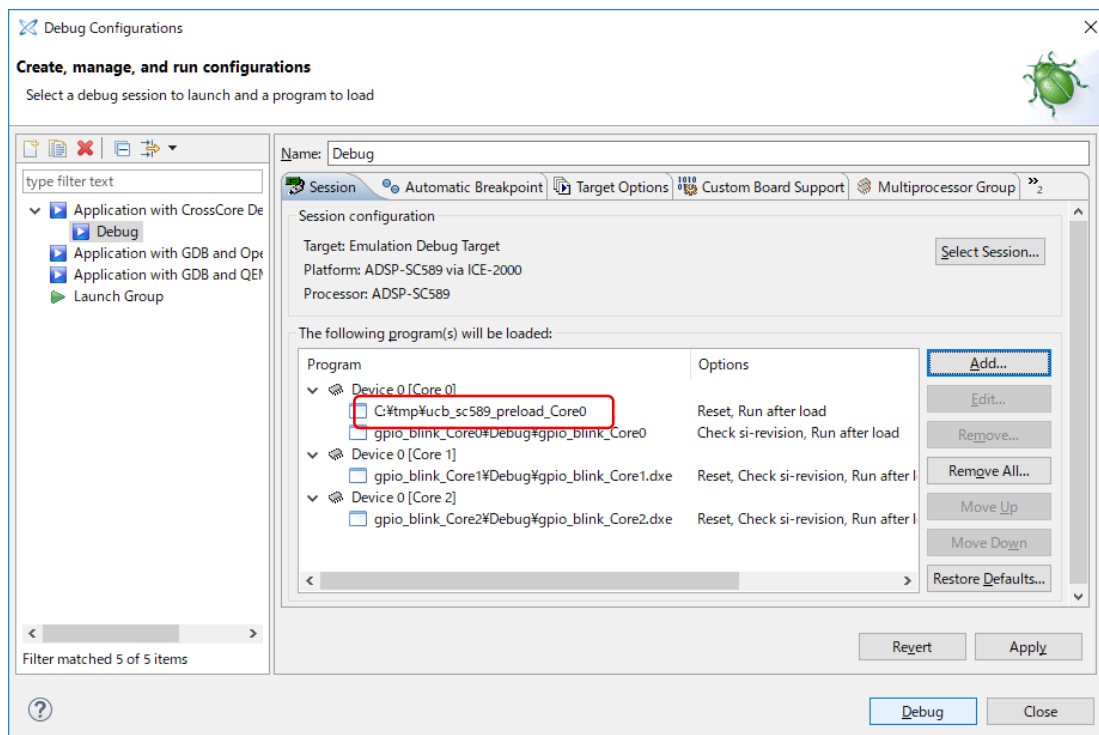 Debug Configurations
Create, manage, and run configurations
Select a debug session to launch and a program to load
type filter text
Application with CrossCore De
Debug
Application with GDB and Ope
Application with GDB and QEM
Launch Group
Filter matched 5 of 5 items
Name: Debug
Session Automatic Breakpoint Target Options Custom Board Support Multiprocessor Group »2
Session configuration
Target: Emulation Debug Target
Platform: ADSP-SC589 via ICE-2000
Processor: ADSP-SC589
Select Session...
The following program(s) will be loaded:
Program Options
Device 0 [Core 0]
C:¥tmp¥ucb_sc589_preload_Core0 Reset, Run after load
gpio_blink_Core0¥Debug¥gpio_blink_Core0 Check si-revision, Run after load
Device 0 [Core 1]
gpio_blink_Core1¥Debug¥gpio_blink_Core1.dxe Reset, Check si-revision, Run after l
Device 0 [Core 2]
gpio_blink_Core2¥Debug¥gpio_blink_Core2.dxe Reset, Check si-revision, Run after l
Add...
Edit...
Remove...
Remove All...
Move Up
Move Down
Restore Defaults...
Revert Apply
? Debug Close